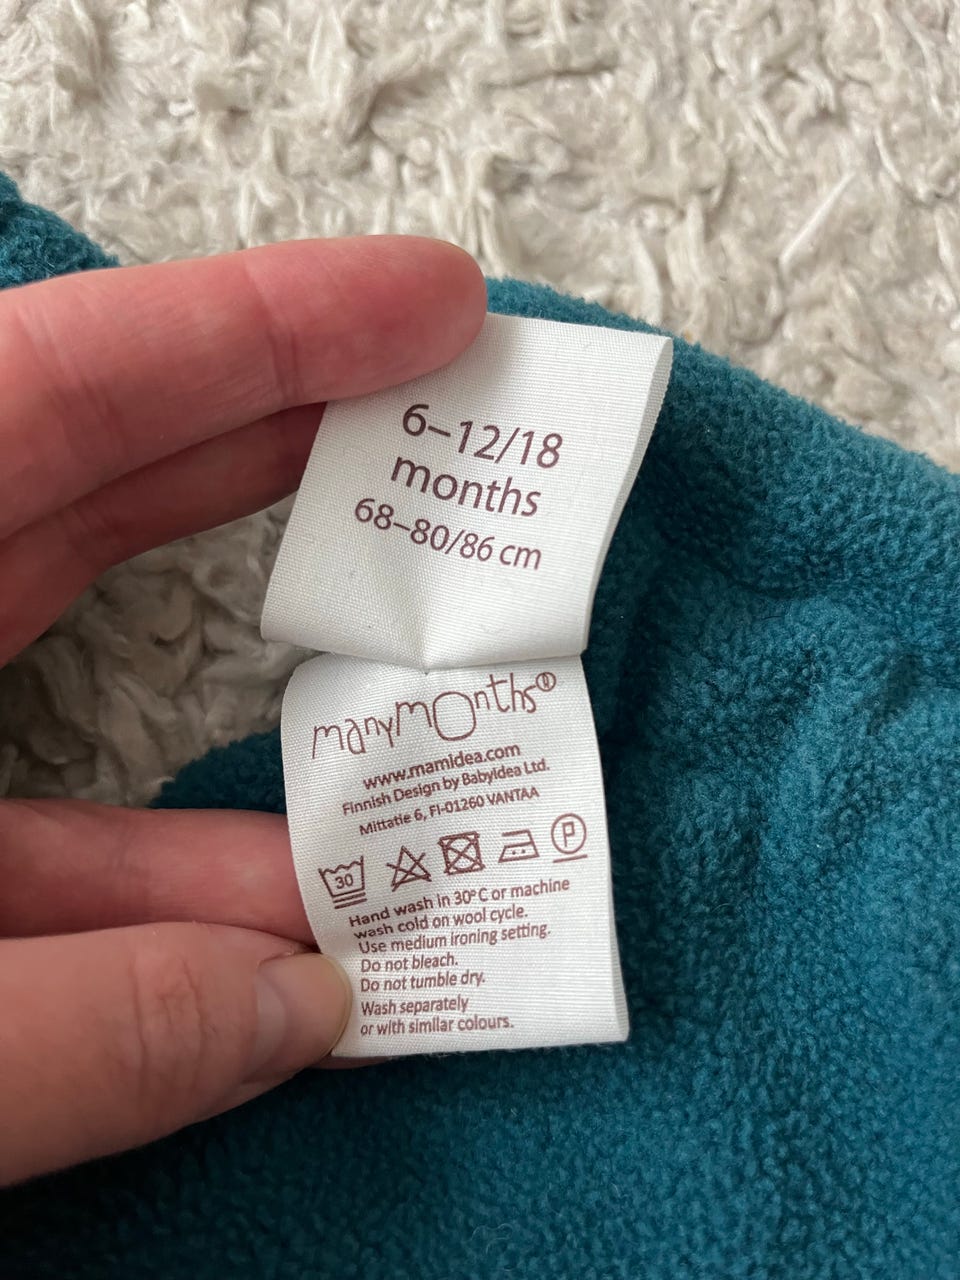 6–12/18
months
68–80/86 cm
manymonths®
www.mamidea.com
Finnish Design by Babyidea Ltd.
Mittatie 6, FI-01260 VANTAA
30 P
Hand wash in 30°C or machine
wash cold on wool cycle.
Use medium ironing setting.
Do not bleach.
Do not tumble dry.
Wash separately
or with similar colours.